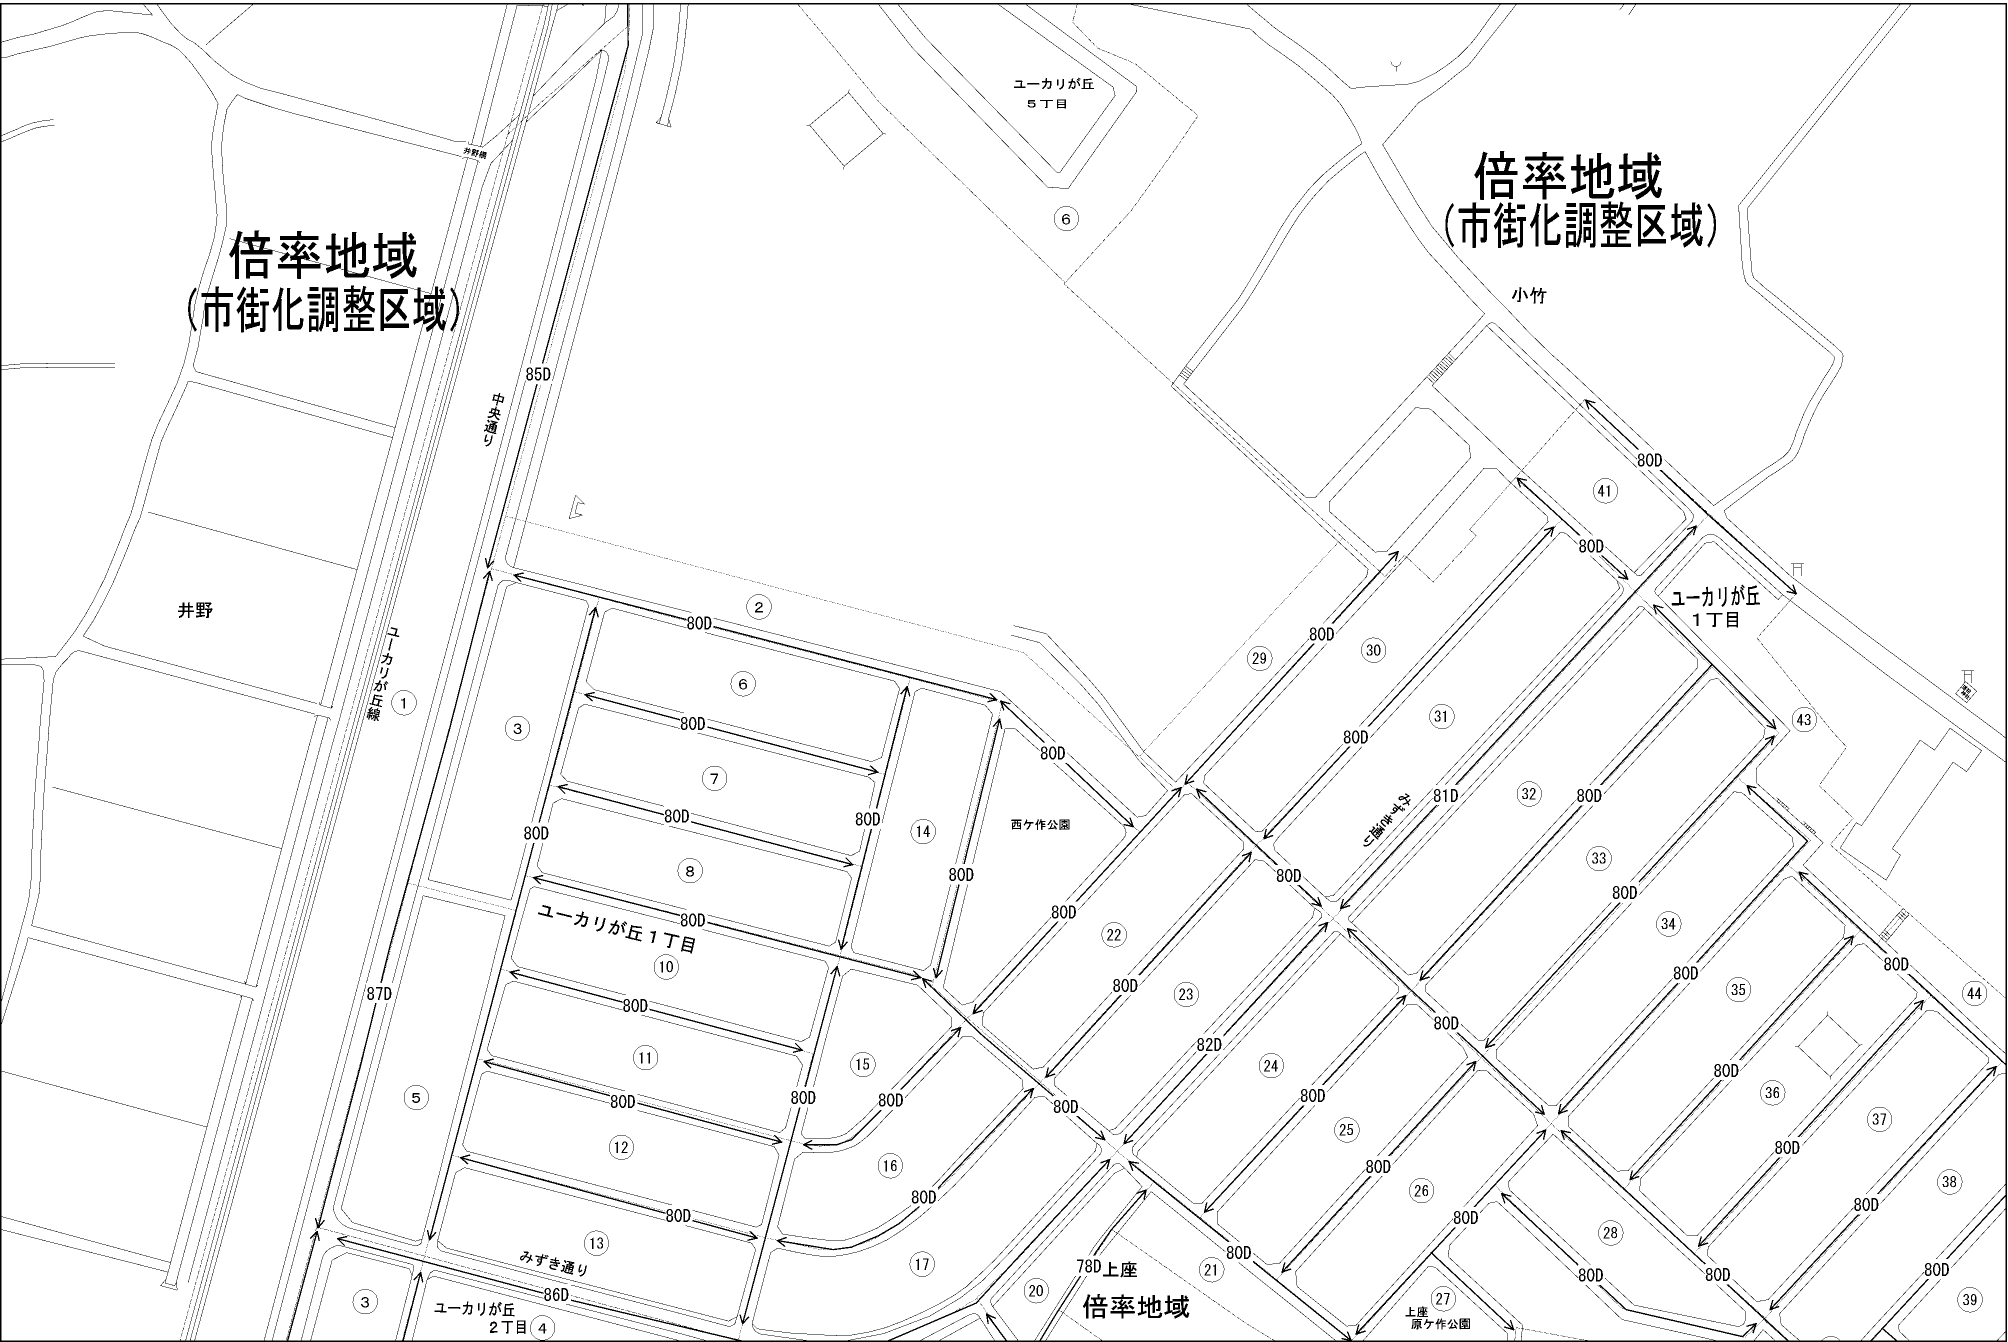 ユーカリが丘
５丁目
井野橋
倍率地域
（市街化調整区域）
⑥
倍率地域
（市街化調整区域）
小竹
85D
中央通り
80D
41
80D
ユーカリが丘
１丁目
井野
②
80D
80D
29
30
ユーカリが丘線
①
③
⑥
80D
80D
31
80D
43
⑦
80D
80D
80D
80D
⑧
14
西ケ作公園
81D
みずき通り
32
80D
33
80D
80D
80D
80D
ユーカリが丘１丁目
80D
22
34
80D
⑩
80D
80D
23
80D
35
44
87D
80D
82D
80D
⑪
⑮
24
80D
36
⑤
80D
80D
80D
80D
80D
25
37
⑫
16
80D
80D
26
38
80D
80D
80D
80D
28
⑬
みずき通り
17
78D
上座
80D
21
80D
80D
80D
86D
20
③
ユーカリが丘
２丁目
④
倍率地域
27
上座
原ケ作公園
39